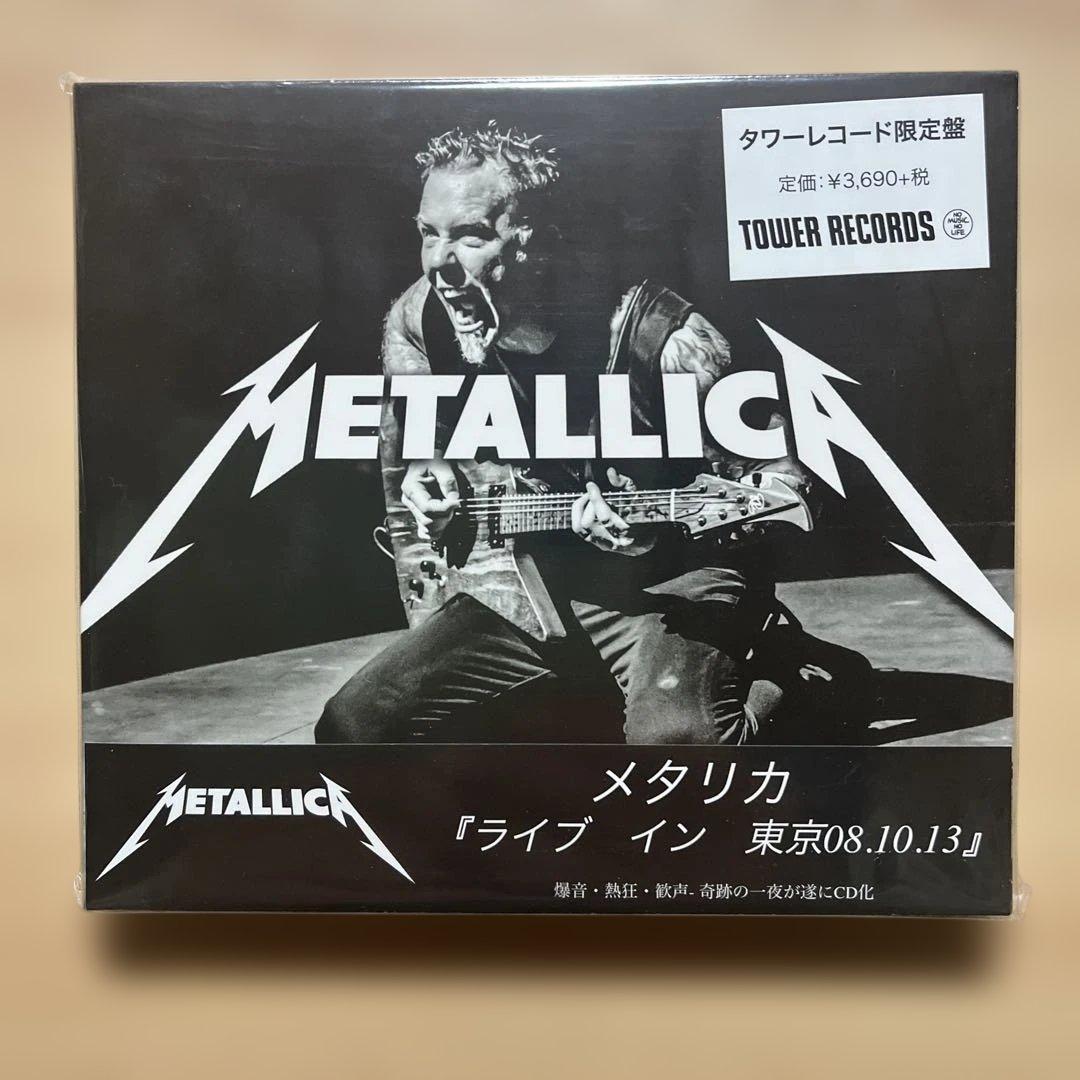 タワーレコード限定盤
定価:¥3,690+税
TOWER RECORDS
NO
MUSIC.
NO
LIFE
METALLICA
METALLICA
メタリカ
『ライブ　イン　東京08.10.13』
爆音・熱狂・歓声- 奇跡の一夜が遂にCD化